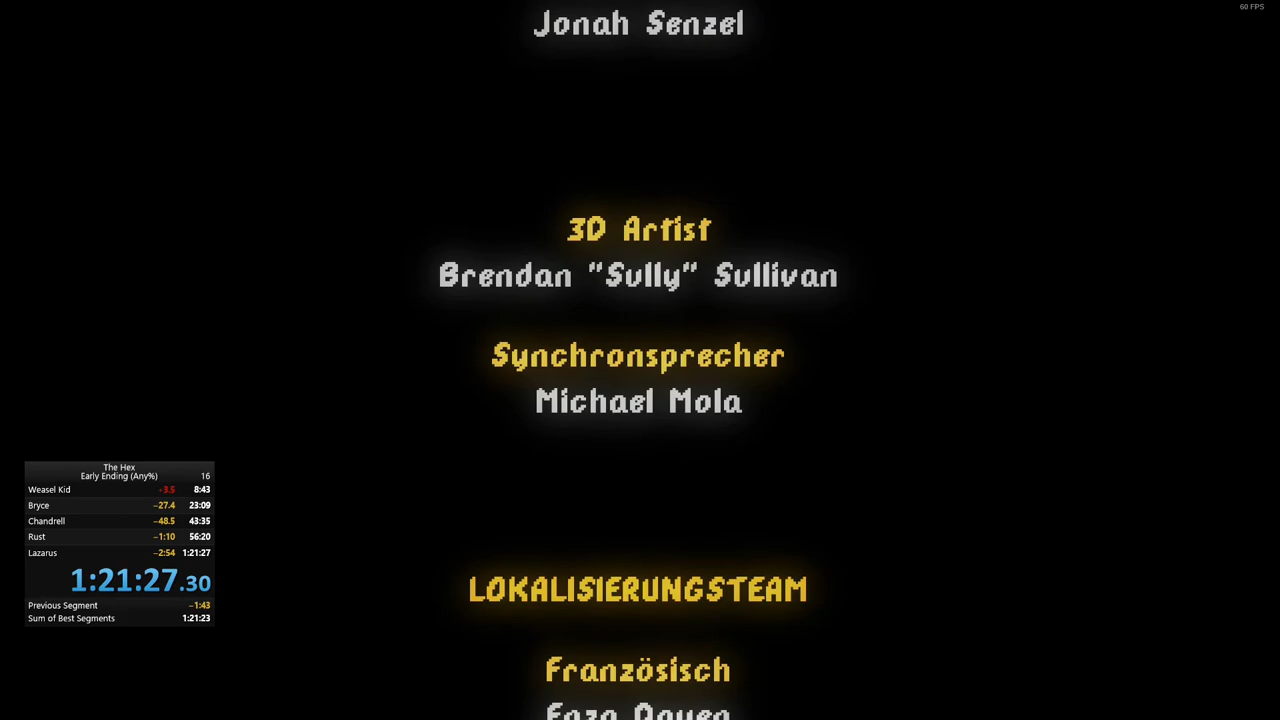 60 FPS
Jonah Senzel
3D Artist
Brendan "Sully" Sullivan
Synchronsprecher
Michael Mola
LOKALISIERUNGSTEAM
Französisch
The Hex
Early Ending (Any%) 16
Weasel Kid -3.5 8:43
Bryce −27.4 23:09
Chandrell −48.5 43:35
Rust −1:10 56:20
Lazarus −2:54 1:21:27
1:21:27.30
Previous Segment −1:43
Sum of Best Segments 1:21:23